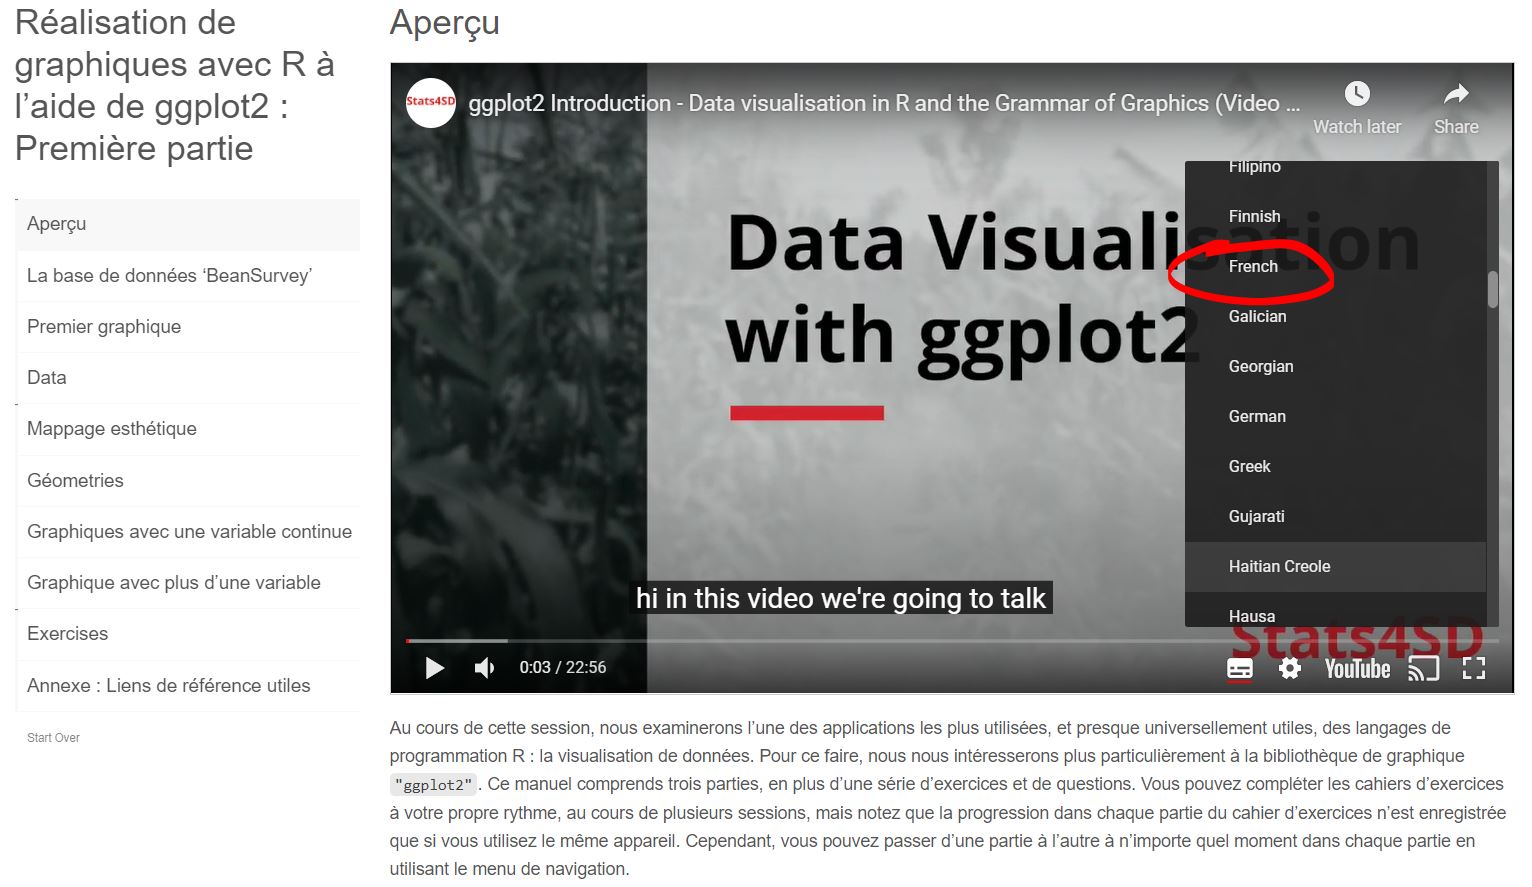 Réalisation de
graphiques avec R à
l’aide de ggplot2 :
Première partie
Aperçu
La base de données ‘BeanSurvey’
Premier graphique
Data
Mappage esthétique
Géometries
Graphiques avec une variable continue
Graphique avec plus d’une variable
Exercises
Annexe : Liens de référence utiles
Start Over
Aperçu
Stats4SD
ggplot2 Introduction - Data visualisation in R and the Grammar of Graphics (Video ...
Watch later
Share
Data Visualisation
with ggplot2
Filipino
Finnish
French
Galician
Georgian
German
Greek
Gujarati
Haitian Creole
Hausa
hi in this video we're going to talk
Stats4SD
0:03 / 22:56
YouTube
Au cours de cette session, nous examinerons l’une des applications les plus utilisées, et presque universellement utiles, des langages de
programmation R : la visualisation de données. Pour ce faire, nous nous intéresserons plus particulièrement à la bibliothèque de graphique
"ggplot2" . Ce manuel comprends trois parties, en plus d’une série d’exercices et de questions. Vous pouvez compléter les cahiers d’exercices
à votre propre rythme, au cours de plusieurs sessions, mais notez que la progression dans chaque partie du cahier d’exercices n’est enregistrée
que si vous utilisez le même appareil. Cependant, vous pouvez passer d’une partie à l’autre à n’importe quel moment dans chaque partie en
utilisant le menu de navigation.